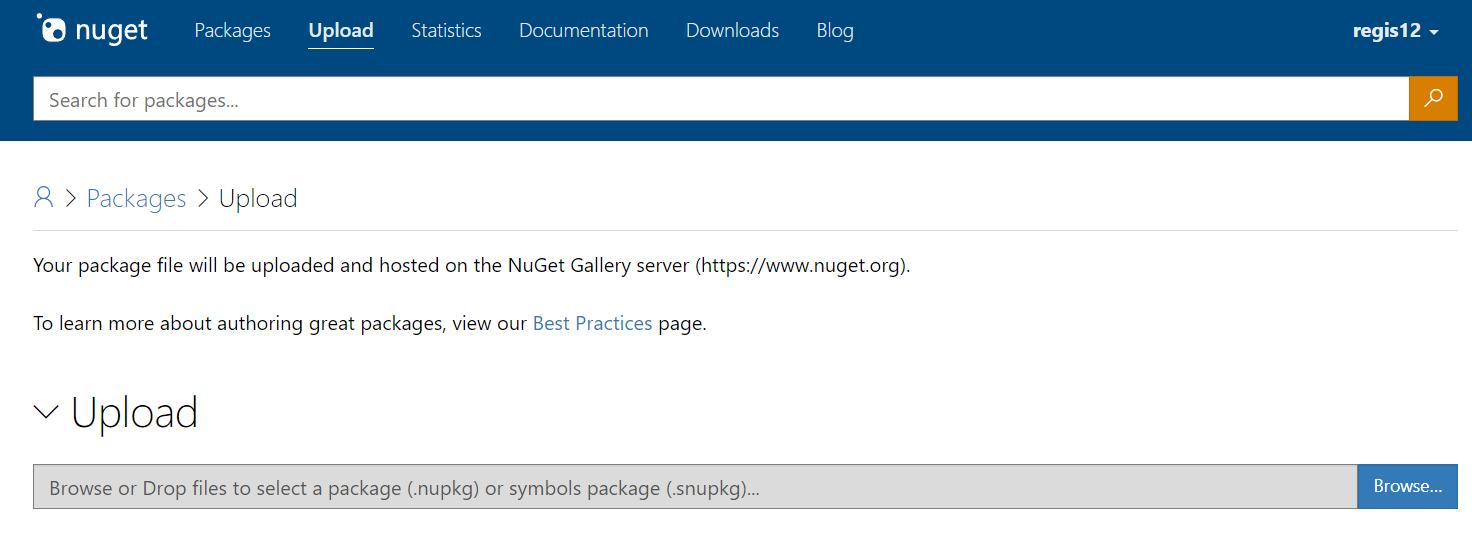 nuget Packages Upload Statistics Documentation Downloads Blog regis12
Search for packages...
Packages Upload
Your package file will be uploaded and hosted on the NuGet Gallery server (https://www.nuget.org).
To learn more about authoring great packages, view our Best Practices page.
Upload
Browse or Drop files to select a package (.nupkg) or symbols package (.snupkg)... Browse...